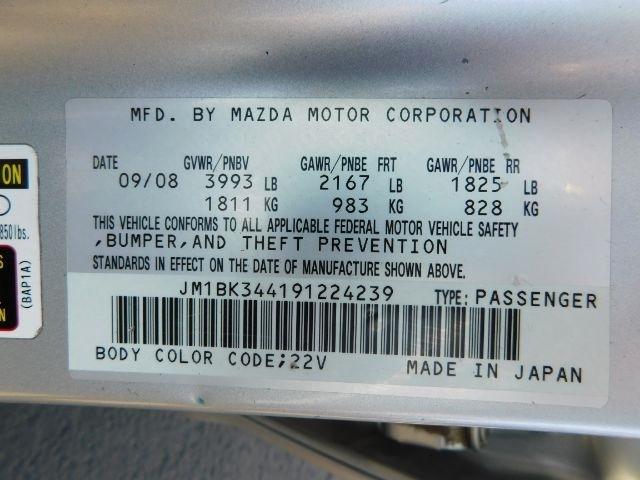 MFD. BY MAZDA MOTOR CORPORATION
DATE GVWR/PNBV GAWR/PNBE FRT GAWR/PNBE RR
09/08 3993 LB 2167 LB 1825 LB
1811 KG 983 KG 828 KG
THIS VEHICLE CONFORMS TO ALL APPLICABLE FEDERAL MOTOR VEHICLE SAFETY
,BUMPER,AND THEFT PREVENTION
STANDARDS IN EFFECT ON THE DATE OF MANUFACTURE SHOWN ABOVE.
JM1BK344191224239 TYPE: PASSENGER
BODY COLOR CODE;22V MADE IN JAPAN
ON
850lbs.
(BAP1A)